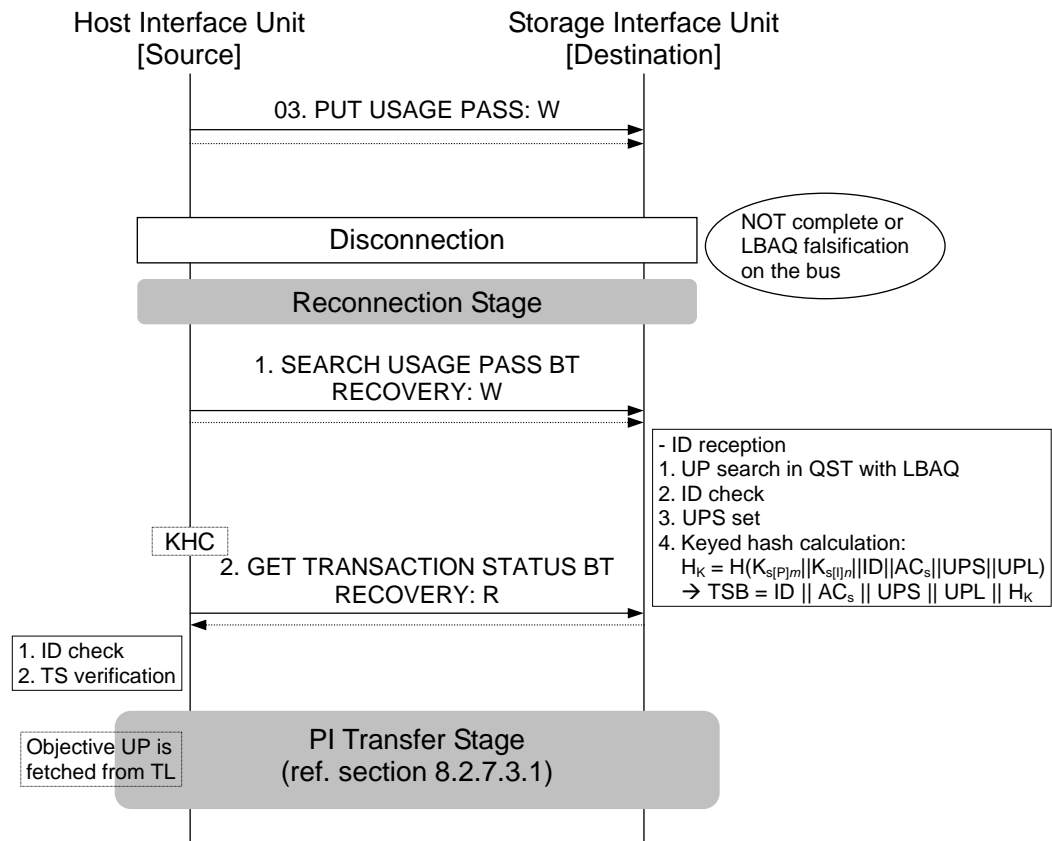 Host Interface Unit
[Source]
Storage Interface Unit
[Destination]
03. PUT USAGE PASS: W
Disconnection
NOT complete or
LBAQ falsification
on the bus
Reconnection Stage
1. SEARCH USAGE PASS BT
RECOVERY: W
- ID reception
1. UP search in QST with LBAQ
2. ID check
3. UPS set
4. Keyed hash calculation:
H_K = H(K_s[P]m||K_s[I]n||ID||AC_s||UPS||UPL)
→ TSB = ID || AC_s || UPS || UPL || H_K
KHC
2. GET TRANSACTION STATUS BT
RECOVERY: R
1. ID check
2. TS verification
Objective UP is
fetched from TL
PI Transfer Stage
(ref. section 8.2.7.3.1)